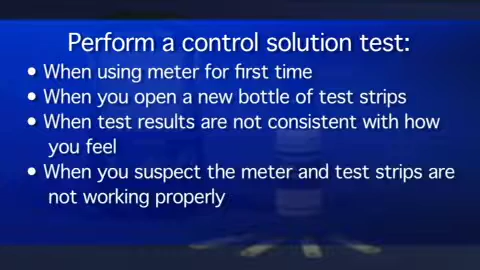 Perform a control solution test:
• When using meter for first time
• When you open a new bottle of test strips
• When test results are not consistent with how
you feel
• When you suspect the meter and test strips are
not working properly